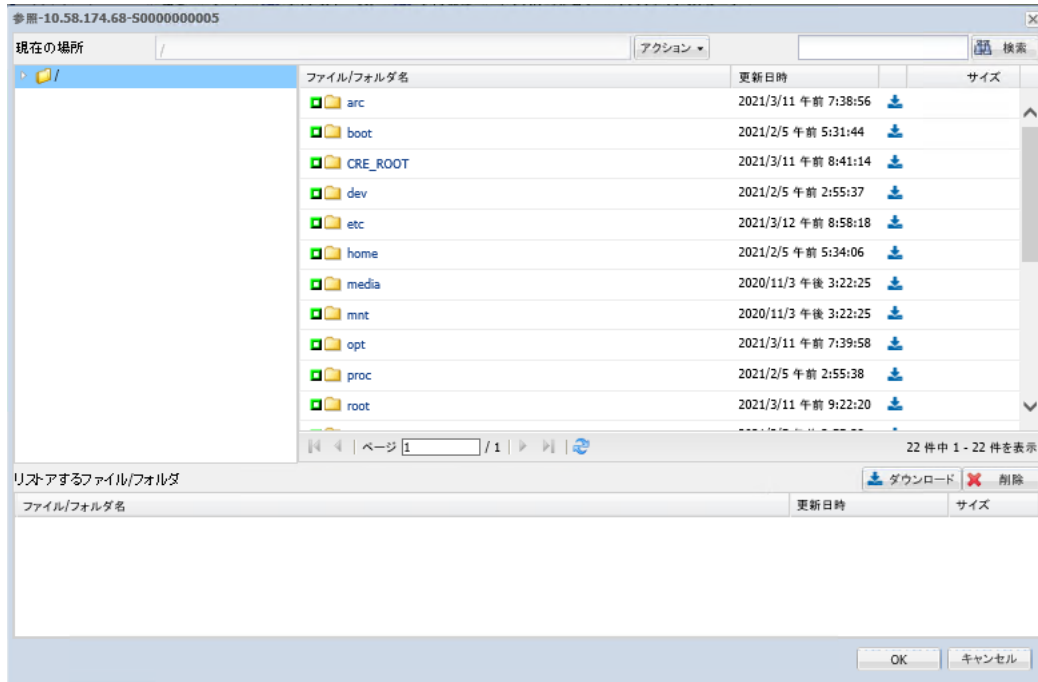 参照-10.58.174.68-S0000000005
現在の場所 / アクション 検索
/
ファイル/フォルダ名 更新日時 サイズ
arc 2021/3/11 午前 7:38:56
boot 2021/2/5 午前 5:31:44
CRE_ROOT 2021/3/11 午前 8:41:14
dev 2021/2/5 午前 2:55:37
etc 2021/3/12 午前 8:58:18
home 2021/2/5 午前 5:34:06
media 2020/11/3 午後 3:22:25
mnt 2020/11/3 午後 3:22:25
opt 2021/3/11 午前 7:39:58
proc 2021/2/5 午前 2:55:38
root 2021/3/11 午前 9:22:20
ページ 1 / 1 22 件中 1 - 22 件を表示
リストアするファイル/フォルダ ダウンロード 削除
ファイル/フォルダ名 更新日時 サイズ
OK キャンセル